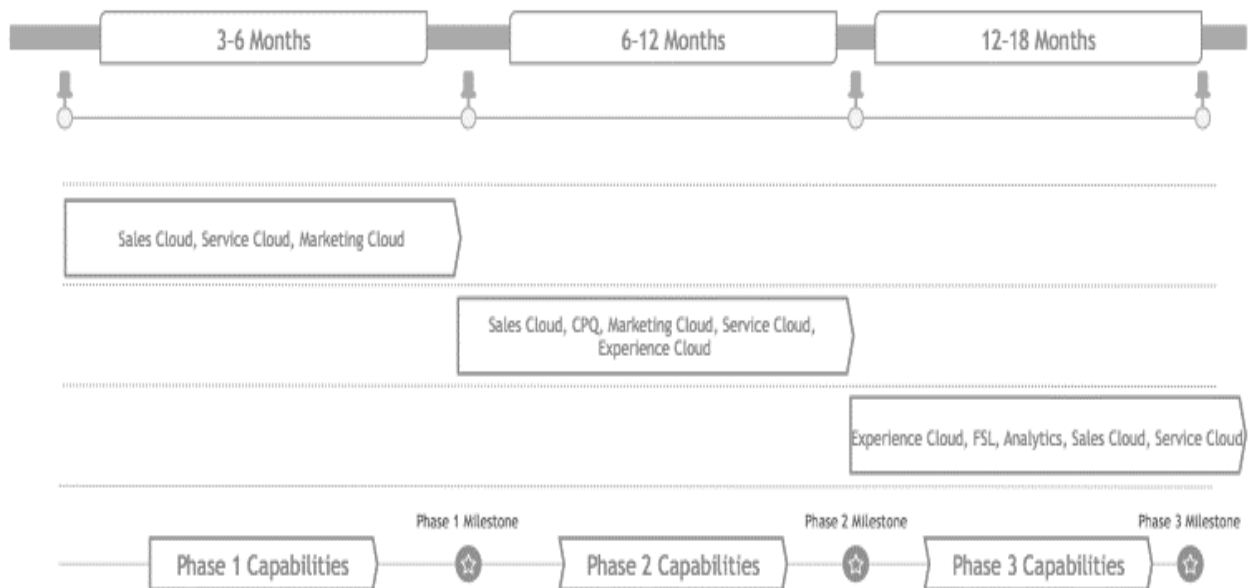 3-6 Months
6-12 Months
12-18 Months
Sales Cloud, Service Cloud, Marketing Cloud
Sales Cloud, CPQ, Marketing Cloud, Service Cloud,
Experience Cloud
Experience Cloud, FSL, Analytics, Sales Cloud, Service Cloud
Phase 1 Milestone
Phase 2 Milestone
Phase 3 Milestone
Phase 1 Capabilities
Phase 2 Capabilities
Phase 3 Capabilities